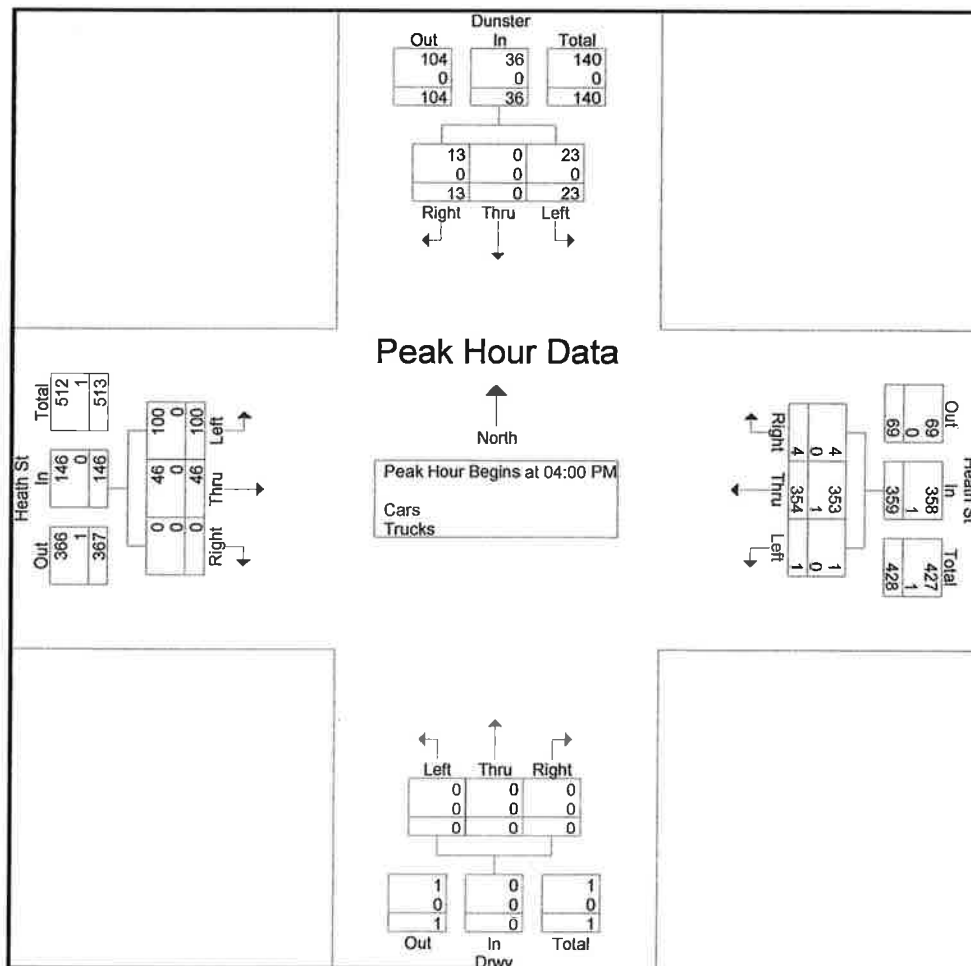 Dunster
Out In Total
104 36 140
0 0 0
104 36 140
13 0 23
0 0 0
13 0 23
Right Thru Left
Peak Hour Data
North
Peak Hour Begins at 04:00 PM
Cars
Trucks
Heath St
Total In Out
512 146 366
1 0 1
513 146 367
100 46 0
0 0 0
100 46 0
Left Thru Right
Right Thru Left
4 354 1
0 1 0
4 353 1
Out In Total
69 359 428
0 1 1
69 358 427
Heath St
Left Thru Right
0 0 0
0 0 0
0 0 0
1 0 1
0 0 0
1 0 1
Out In Total
Drwy